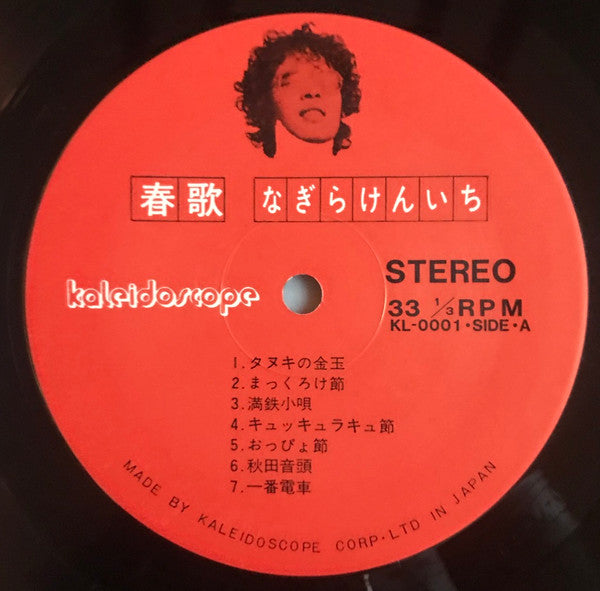 春歌 なぎらけんいち
kaleidoscope
STEREO
33 1/3 RPM
KL-0001・SIDE・A
1.タヌキの金玉
2.まっくろけ節
3.満鉄小唄
4.キュッキュラキュ節
5.おっぴょ節
6.秋田音頭
7.一番電車
MADE BY KALEIDOSCOPE CORP・LTD IN JAPAN